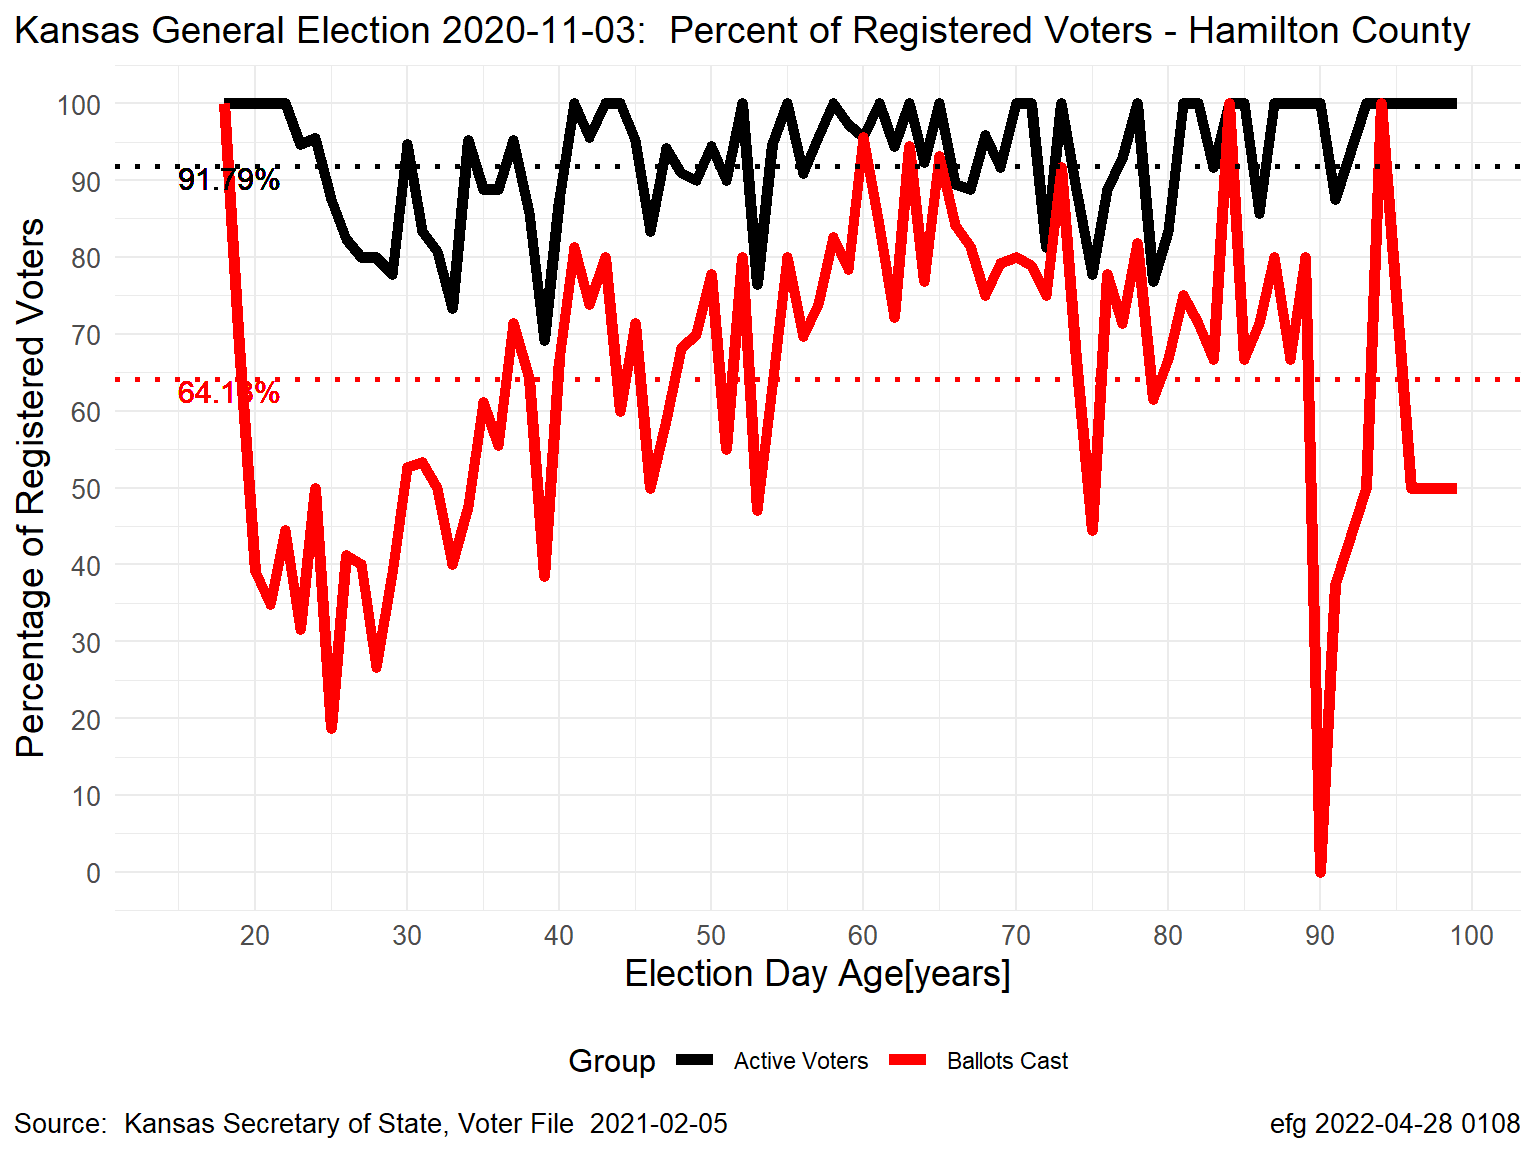 Kansas General Election 2020-11-03:  Percent of Registered Voters - Hamilton County
Percentage of Registered Voters
100
90
80
70
60
50
40
30
20
10
0
91.79%
64.13%
20 30 40 50 60 70 80 90 100
Election Day Age[years]
Group Active Voters Ballots Cast
Source:  Kansas Secretary of State, Voter File  2021-02-05
efg 2022-04-28 0108